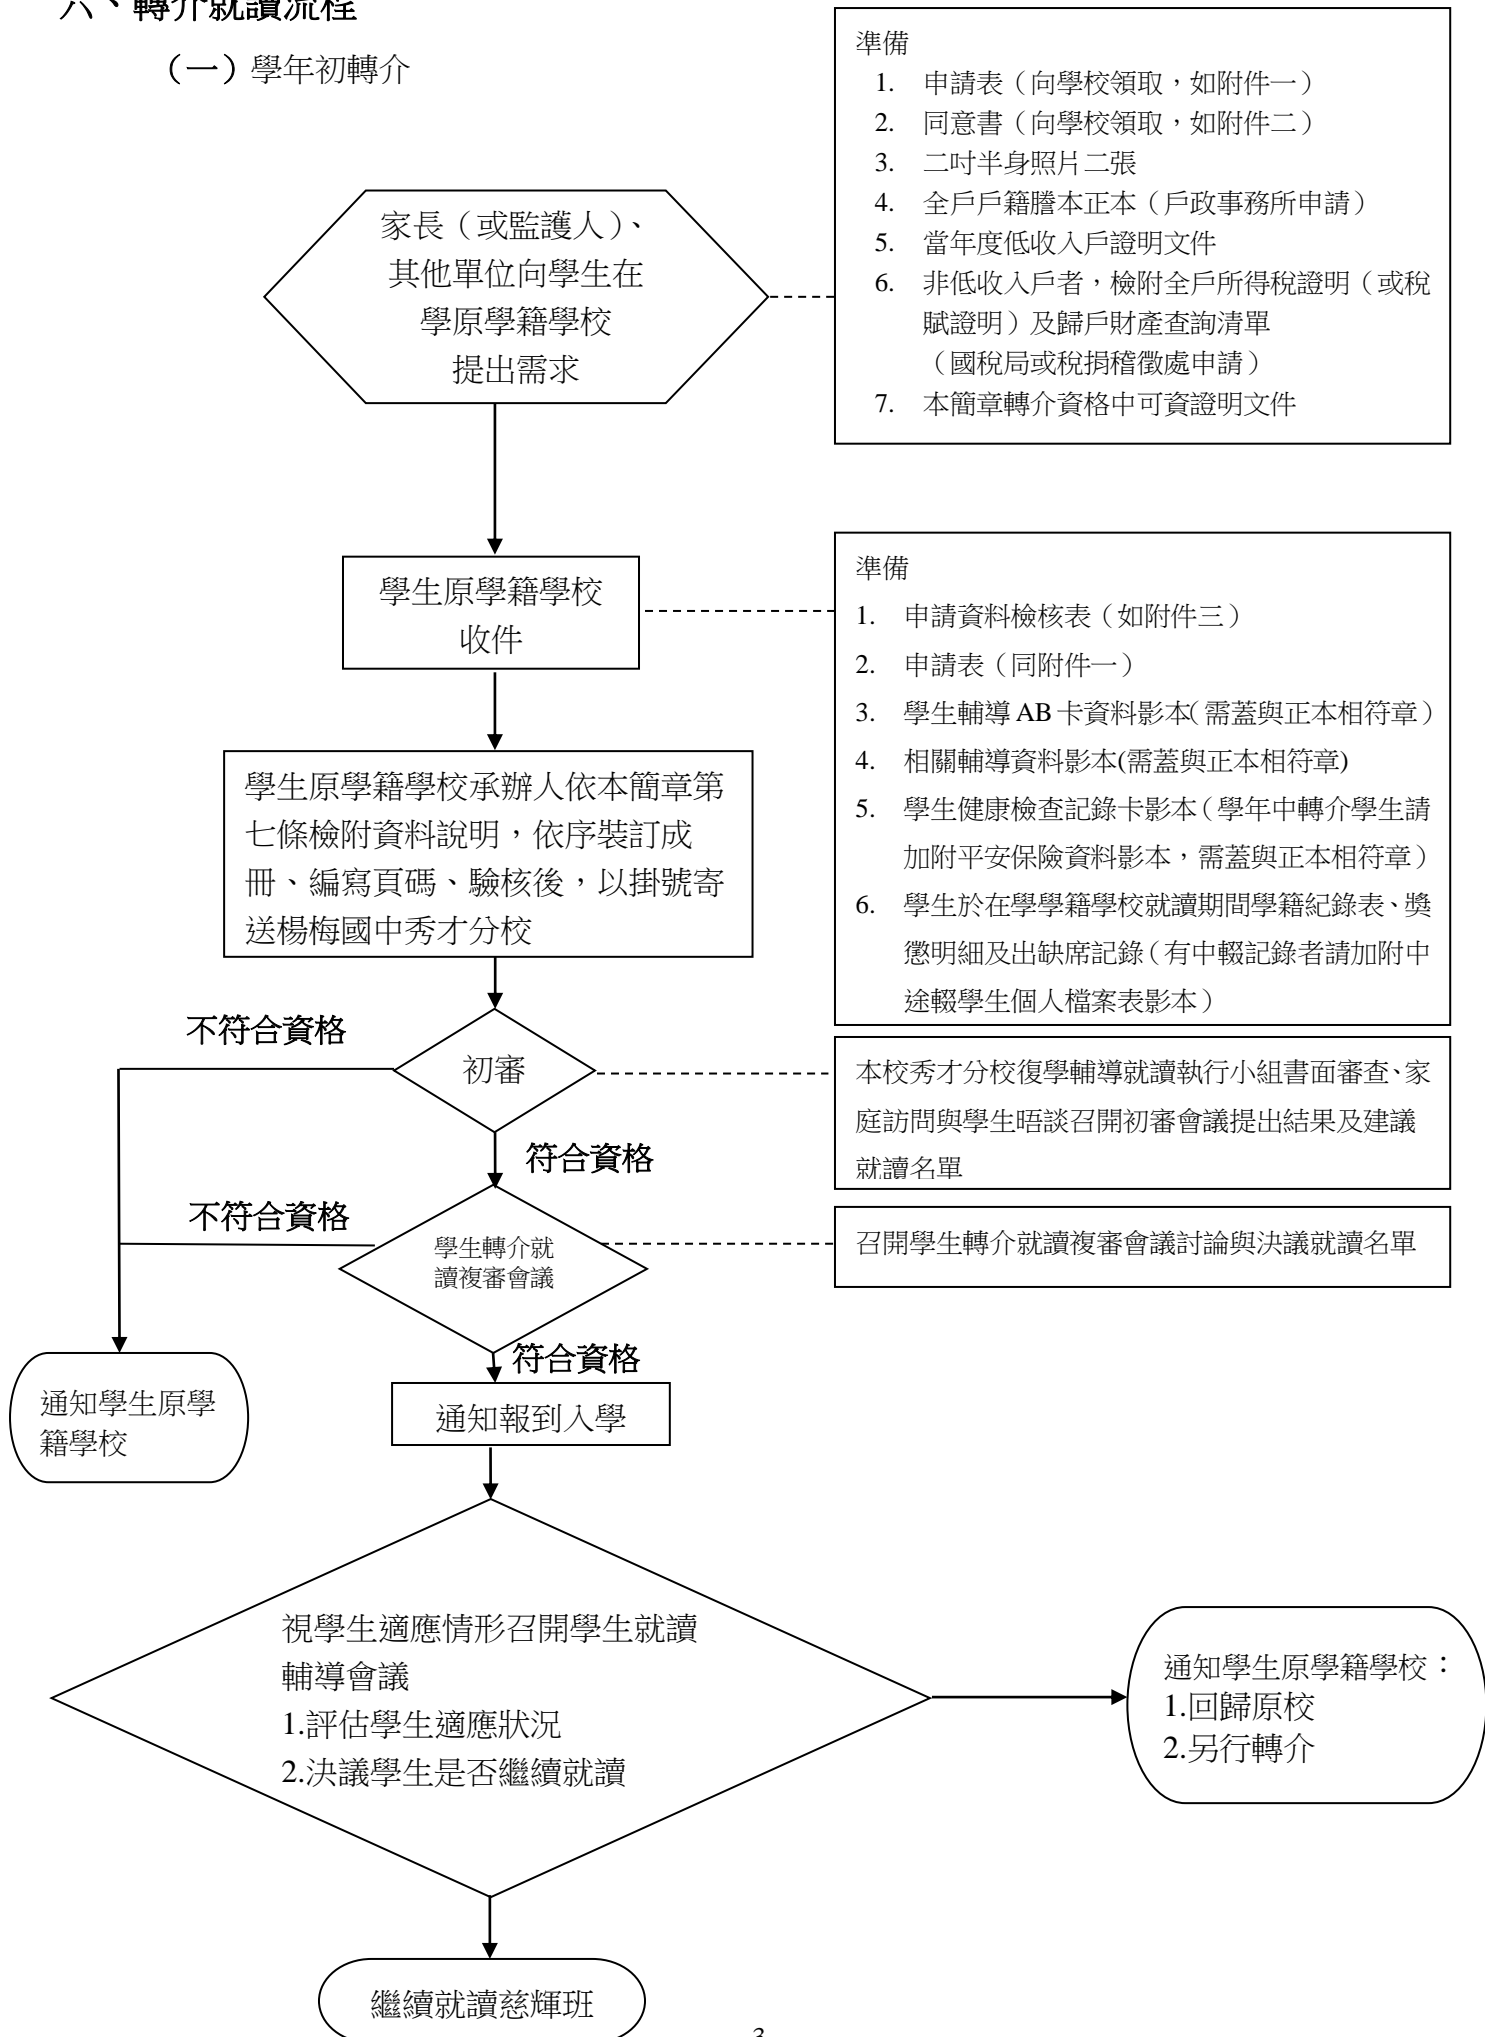 六、轉介就讀流程
（一）學年初轉介
準備
1. 申請表（向學校領取，如附件一）
2. 同意書（向學校領取，如附件二）
3. 二吋半身照片二張
4. 全戶戶籍謄本正本（戶政事務所申請）
5. 當年度低收入戶證明文件
6. 非低收入戶者，檢附全戶所得稅證明（或稅
賦證明）及歸戶財產查詢清單
（國稅局或稅捐稽徵處申請）
7. 本簡章轉介資格中可資證明文件
家長（或監護人）、
其他單位向學生在
學原學籍學校
提出需求
學生原學籍學校
收件
準備
1. 申請資料檢核表（如附件三）
2. 申請表（同附件一）
3. 學生輔導 AB 卡資料影本（需蓋與正本相符章）
4. 相關輔導資料影本(需蓋與正本相符章)
5. 學生健康檢查記錄卡影本（學年中轉介學生請
加附平安保險資料影本，需蓋與正本相符章）
6. 學生於在學學籍學校就讀期間學籍紀錄表、獎
懲明細及出缺席記錄（有中輟記錄者請加附中
途輟學生個人檔案表影本）
學生原學籍學校承辦人依本簡章第
七條檢附資料說明，依序裝訂成
冊、編寫頁碼、驗核後，以掛號寄
送楊梅國中秀才分校
不符合資格
初審
本校秀才分校復學輔導就讀執行小組書面審查、家
庭訪問與學生晤談召開初審會議提出結果及建議
就讀名單
符合資格
不符合資格
學生轉介就
讀複審會議
召開學生轉介就讀複審會議討論與決議就讀名單
符合資格
通知學生原學
籍學校
通知報到入學
視學生適應情形召開學生就讀
輔導會議
1.評估學生適應狀況
2.決議學生是否繼續就讀
通知學生原學籍學校：
1.回歸原校
2.另行轉介
繼續就讀慈輝班
3